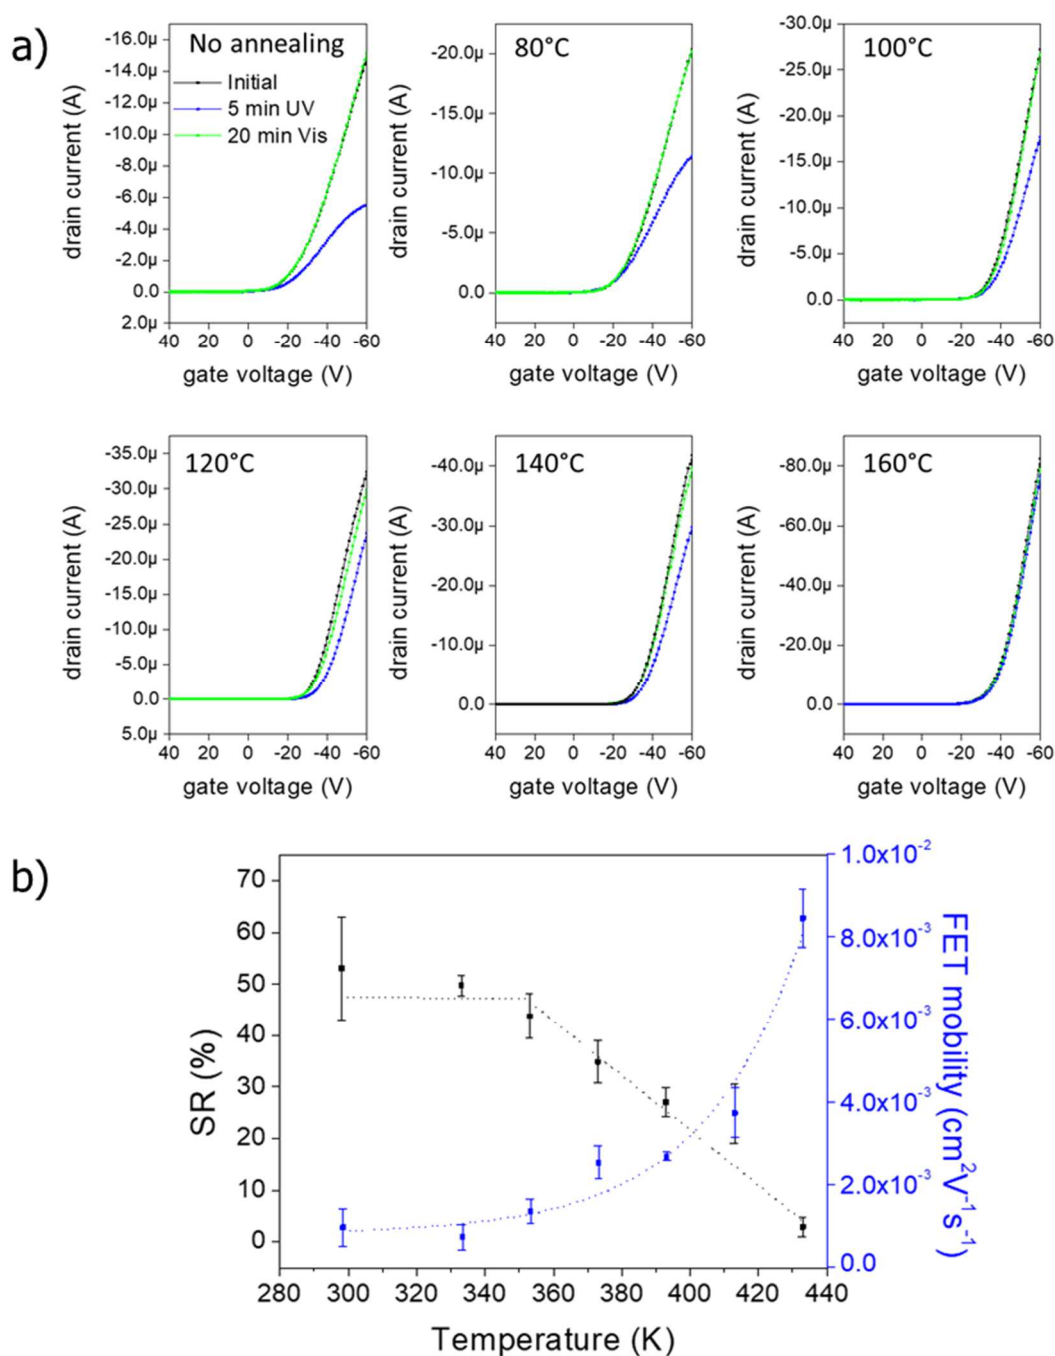 a)
No annealing
Initial
5 min UV
20 min Vis
-16.0µ
-14.0µ
-12.0µ
-10.0µ
-8.0µ
-6.0µ
-4.0µ
-2.0µ
0.0
2.0µ
drain current (A)
40 20 0 -20 -40 -60
gate voltage (V)
80°C
-20.0µ
-15.0µ
-10.0µ
-5.0µ
0.0
drain current (A)
40 20 0 -20 -40 -60
gate voltage (V)
100°C
-30.0µ
-25.0µ
-20.0µ
-15.0µ
-10.0µ
-5.0µ
0.0
drain current (A)
40 20 0 -20 -40 -60
gate voltage (V)
120°C
-35.0µ
-30.0µ
-25.0µ
-20.0µ
-15.0µ
-10.0µ
-5.0µ
0.0
5.0µ
drain current (A)
40 20 0 -20 -40 -60
gate voltage (V)
140°C
-40.0µ
-30.0µ
-20.0µ
-10.0µ
0.0
drain current (A)
40 20 0 -20 -40 -60
gate voltage (V)
160°C
-80.0µ
-60.0µ
-40.0µ
-20.0µ
0.0
drain current (A)
40 20 0 -20 -40 -60
gate voltage (V)
b)
70
60
50
40
30
20
10
0
SR (%)
280 300 320 340 360 380 400 420 440
Temperature (K)
1.0x10⁻²
8.0x10⁻³
6.0x10⁻³
4.0x10⁻³
2.0x10⁻³
0.0
FET mobility (cm²V⁻¹s⁻¹)